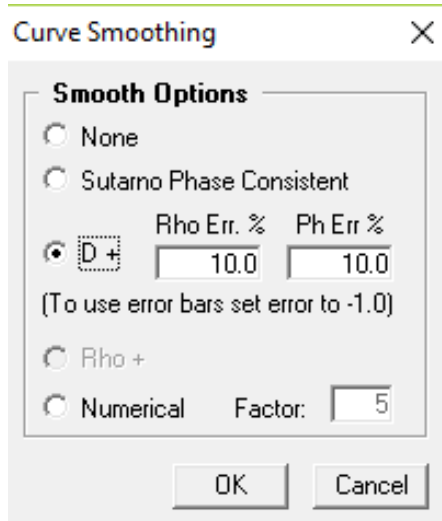 Curve Smoothing
Smooth Options
None
Sutarno Phase Consistent
Rho Err. % Ph Err %
D + 10.0 10.0
(To use error bars set error to -1.0)
Rho +
Numerical Factor: 5
OK Cancel